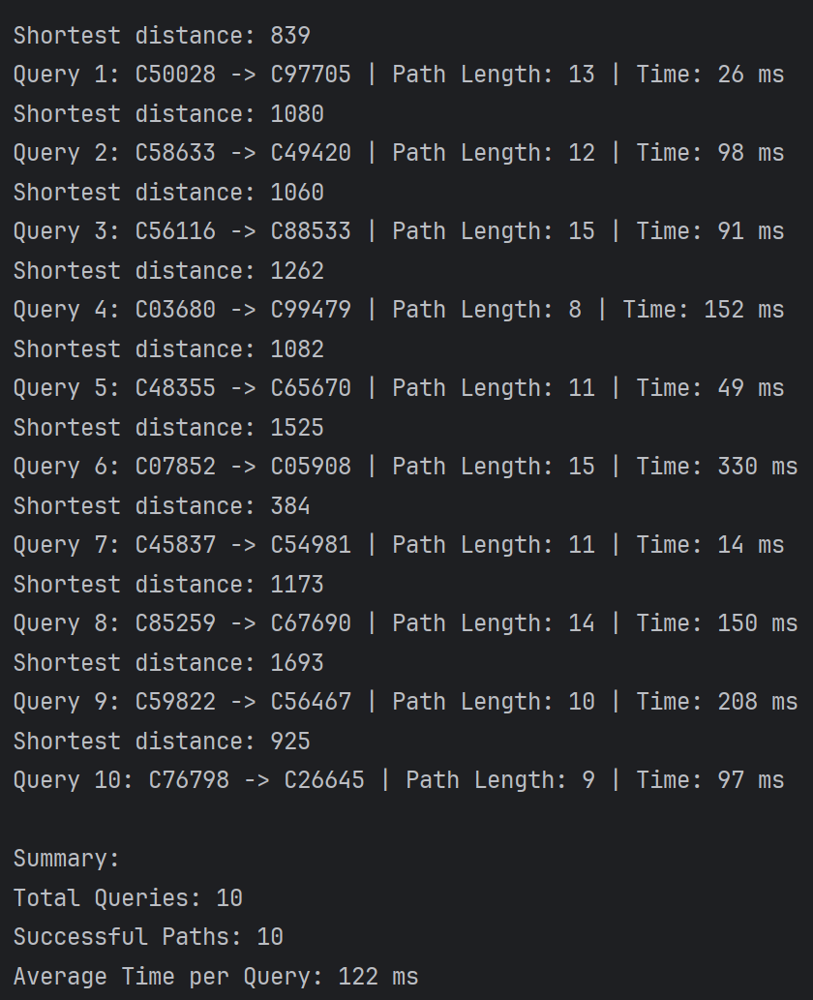 Shortest distance: 839
Query 1: C50028 -> C97705 | Path Length: 13 | Time: 26 ms
Shortest distance: 1080
Query 2: C58633 -> C49420 | Path Length: 12 | Time: 98 ms
Shortest distance: 1060
Query 3: C56116 -> C88533 | Path Length: 15 | Time: 91 ms
Shortest distance: 1262
Query 4: C03680 -> C99479 | Path Length: 8 | Time: 152 ms
Shortest distance: 1082
Query 5: C48355 -> C65670 | Path Length: 11 | Time: 49 ms
Shortest distance: 1525
Query 6: C07852 -> C05908 | Path Length: 15 | Time: 330 ms
Shortest distance: 384
Query 7: C45837 -> C54981 | Path Length: 11 | Time: 14 ms
Shortest distance: 1173
Query 8: C85259 -> C67690 | Path Length: 14 | Time: 150 ms
Shortest distance: 1693
Query 9: C59822 -> C56467 | Path Length: 10 | Time: 208 ms
Shortest distance: 925
Query 10: C76798 -> C26645 | Path Length: 9 | Time: 97 ms
Summary:
Total Queries: 10
Successful Paths: 10
Average Time per Query: 122 ms